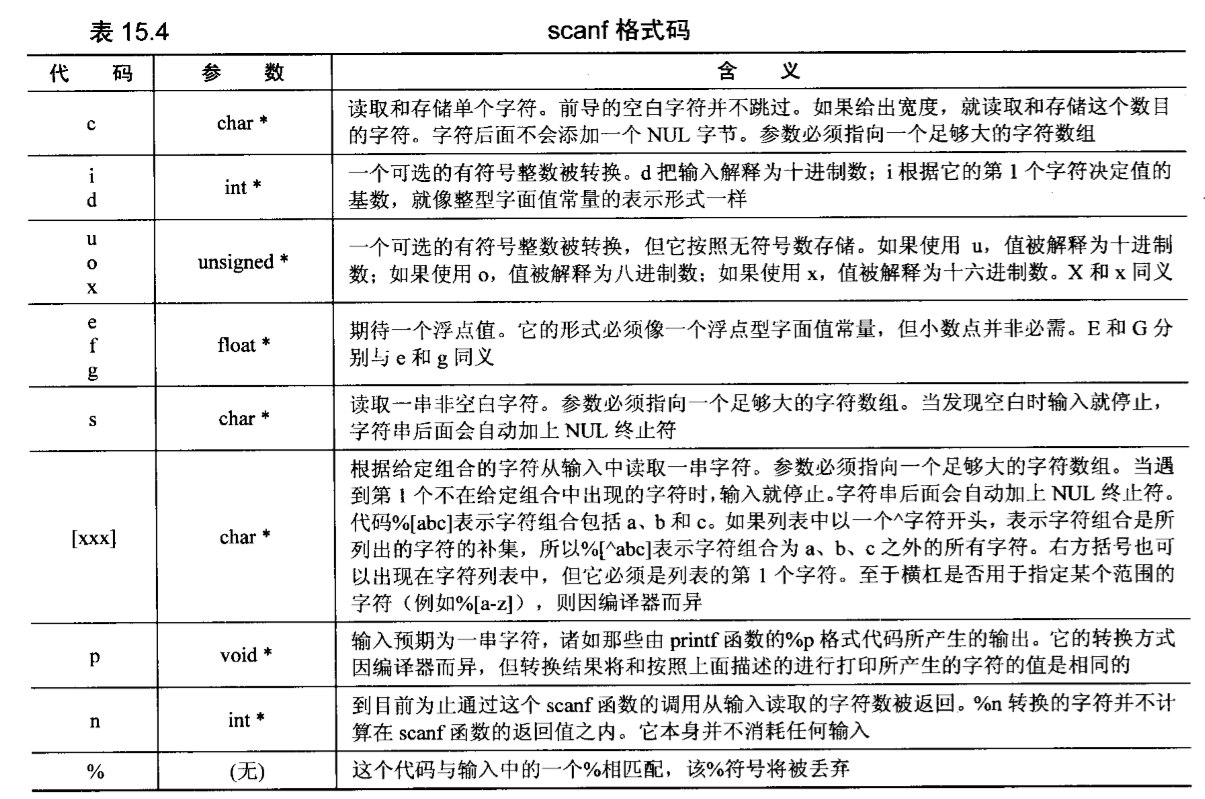 表 15.4 scanf 格式码
代 码 参 数 含 义
c char * 读取和存储单个字符。前导的空白字符并不跳过。如果给出宽度，就读取和存储这个数目
的字符。字符后面不会添加一个 NUL 字节。参数必须指向一个足够大的字符数组
i
d
int *
一个可选的有符号整数被转换。d 把输入解释为十进制数；i 根据它的第 1 个字符决定值的
基数，就像整型字面值常量的表示形式一样
u
o
x
unsigned *
一个可选的有符号整数被转换，但它按照无符号数存储。如果使用 u，值被解释为十进制
数；如果使用 o，值被解释为八进制数；如果使用 x，值被解释为十六进制数。X 和 x 同义
e
f
g
float *
期待一个浮点值。它的形式必须像一个浮点型字面值常量，但小数点并非必需。E 和 G 分
别与 e 和 g 同义
s char * 读取一串非空白字符。参数必须指向一个足够大的字符数组。当发现空白时输入就停止，
字符串后面会自动加上 NUL 终止符
[xxx] char *
根据给定组合的字符从输入中读取一串字符。参数必须指向一个足够大的字符数组。当遇
到第 1 个不在给定组合中出现的字符时,输入就停止。字符串后面会自动加上 NUL 终止符。
代码%[abc]表示字符组合包括 a、b 和 c。如果列表中以一个^字符开头，表示字符组合是所
列出的字符的补集，所以%[^abc]表示字符组合为 a、b、c 之外的所有字符。右方括号也可
以出现在字符列表中，但它必须是列表的第 1 个字符。至于横杠是否用于指定某个范围的
字符（例如%[a-z]），则因编译器而异
p void * 输入预期为一串字符，诸如那些由 printf 函数的%p 格式代码所产生的输出。它的转换方式
因编译器而异，但转换结果将和按照上面描述的进行打印所产生的字符的值是相同的
n int * 到目前为止通过这个 scanf 函数的调用从输入读取的字符数被返回。%n 转换的字符并不计
算在 scanf 函数的返回值之内。它本身并不消耗任何输入
% (无) 这个代码与输入中的一个%相匹配，该%符号将被丢弃